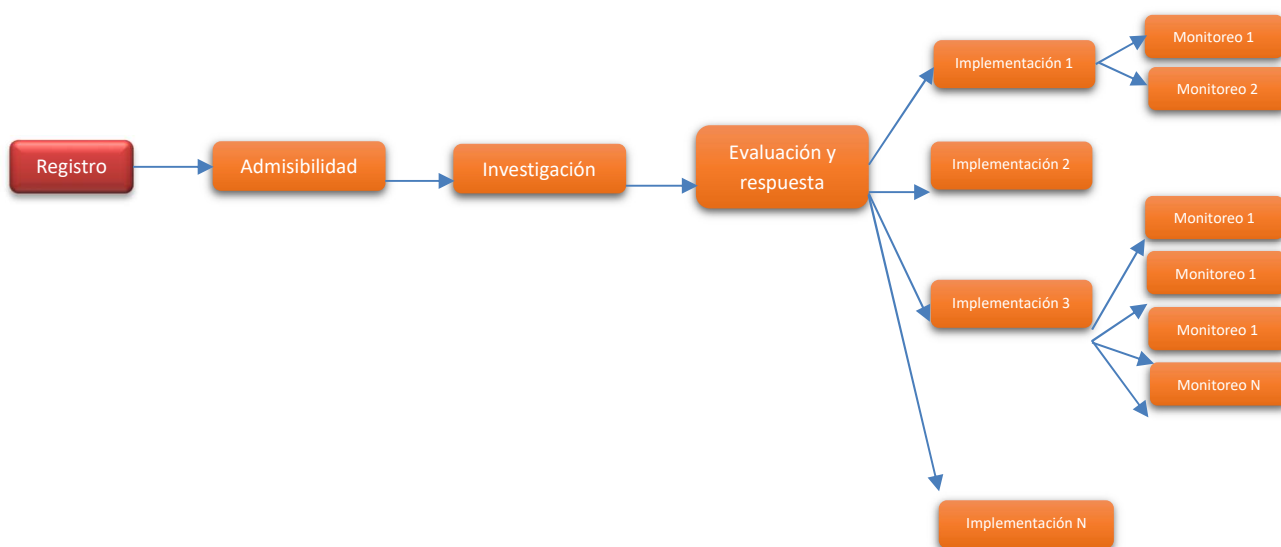 Registro
Admisibilidad
Investigación
Evaluación y
respuesta
Implementación 1
Monitoreo 1
Monitoreo 2
Implementación 2
Implementación 3
Monitoreo 1
Monitoreo 1
Monitoreo 1
Monitoreo N
Implementación N